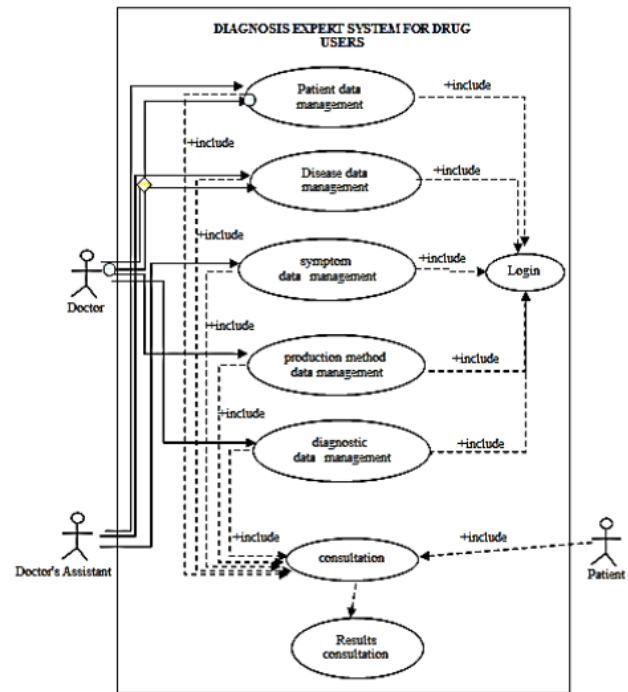 DIAGNOSIS EXPERT SYSTEM FOR DRUG
USERS
Patient data
management
+include
+include
Disease data
management
+include
+include
symptom
data management
+include
Login
Doctor
+include
production method
data management
+include
+include
diagnostic
data management
+include
+include
consultation
+include
Doctor's Assistant
Patient
Results
consultation